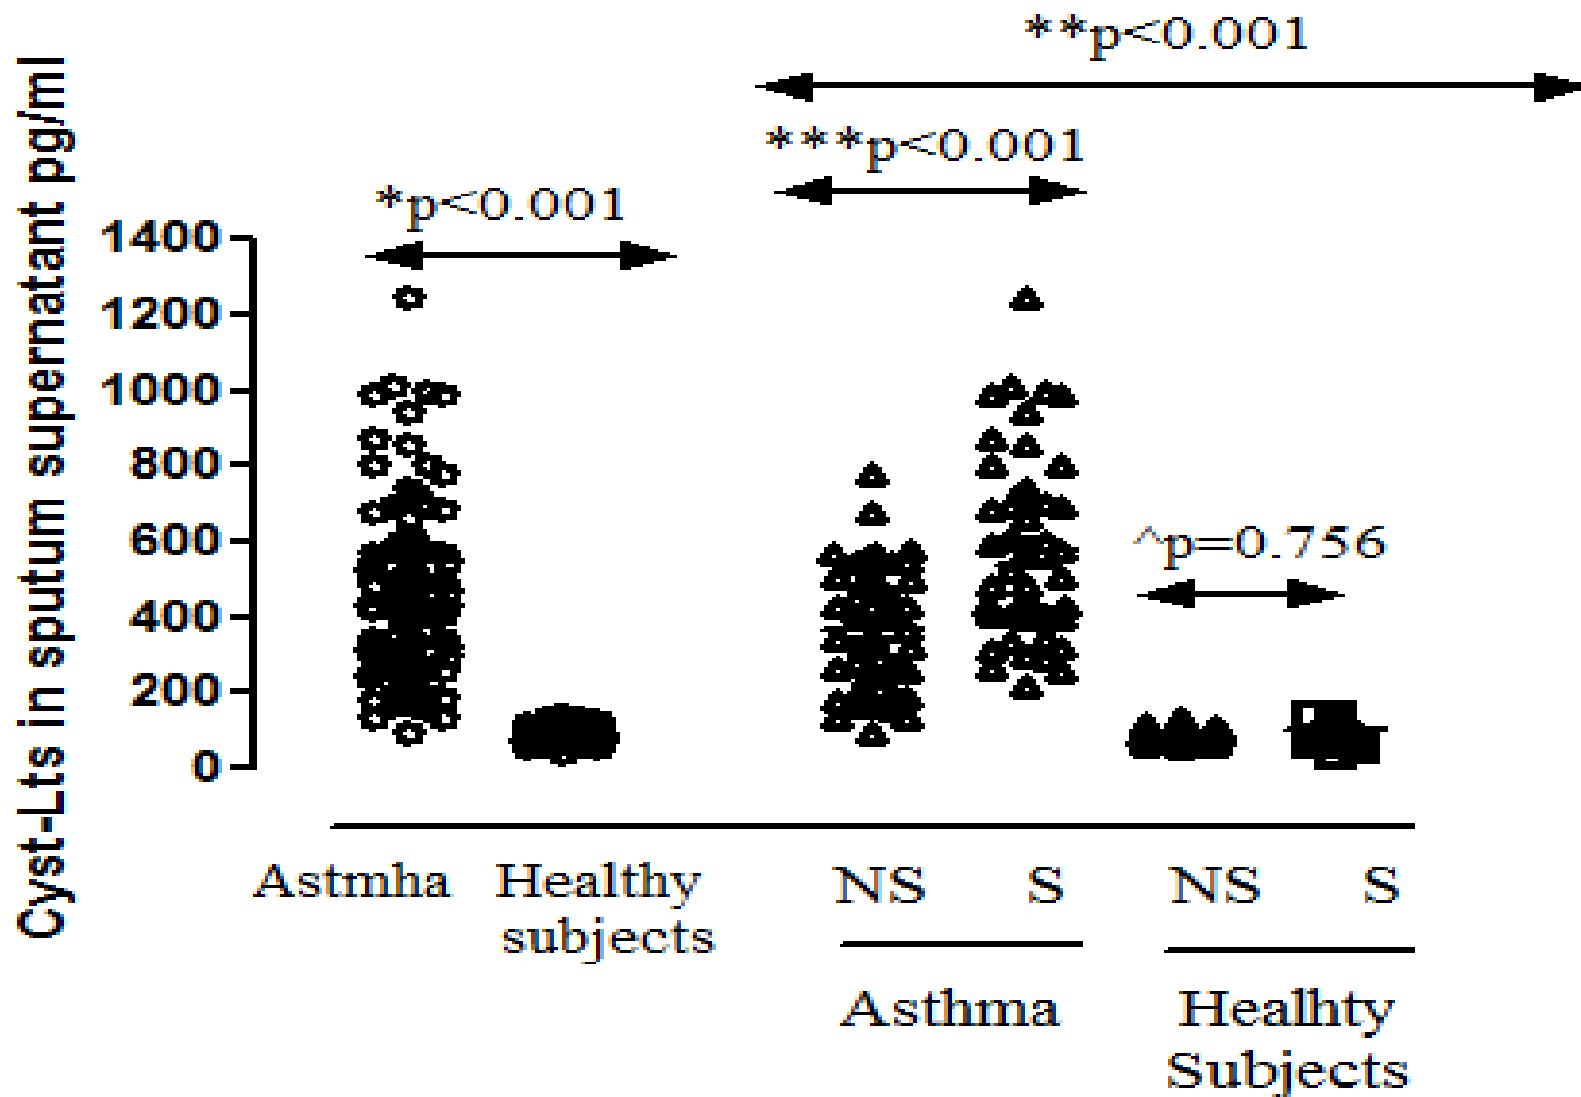 **p<0.001
***p<0.001
*p<0.001
Cyst-Lts in sputum supernatant pg/ml
1400
1200
1000
800
600
400
200
0
^p=0.756
Astmha
Healthy
subjects
NS
S
NS
S
Asthma
Healhty
Subjects